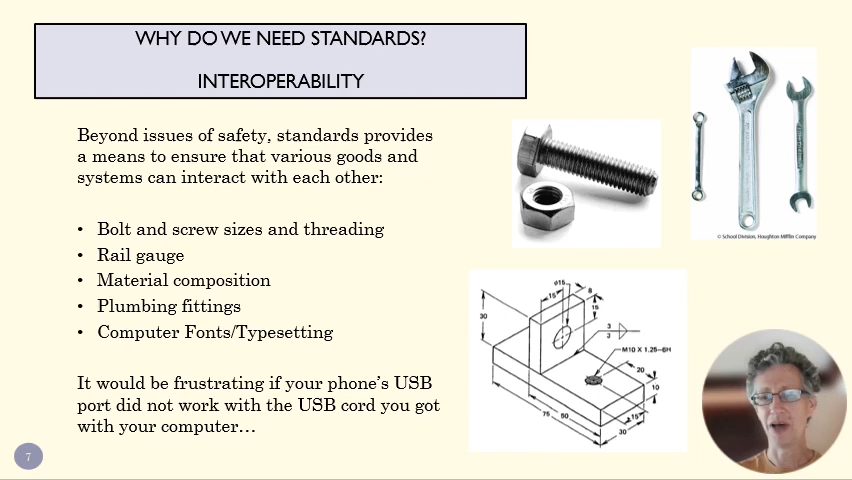 WHY DO WE NEED STANDARDS?
INTEROPERABILITY
Beyond issues of safety, standards provides
a means to ensure that various goods and
systems can interact with each other:
• Bolt and screw sizes and threading
• Rail gauge
• Material composition
• Plumbing fittings
• Computer Fonts/Typesetting
It would be frustrating if your phone's USB
port did not work with the USB cord you got
with your computer…
7
© School Division, Houghton Mifflin Company
ø15
15
8
15
30
3
3
M10 X 1.25–6H
20
10
75
50
15
30